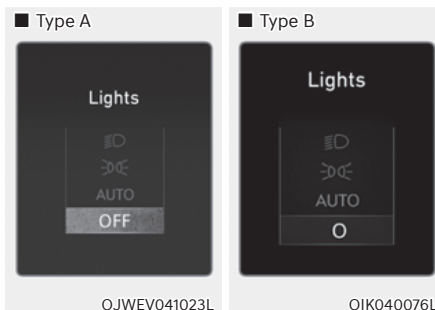 ■ Type A
Lights
AUTO
OFF
OJWEV041023L
■ Type B
Lights
AUTO
O
OIK040076L